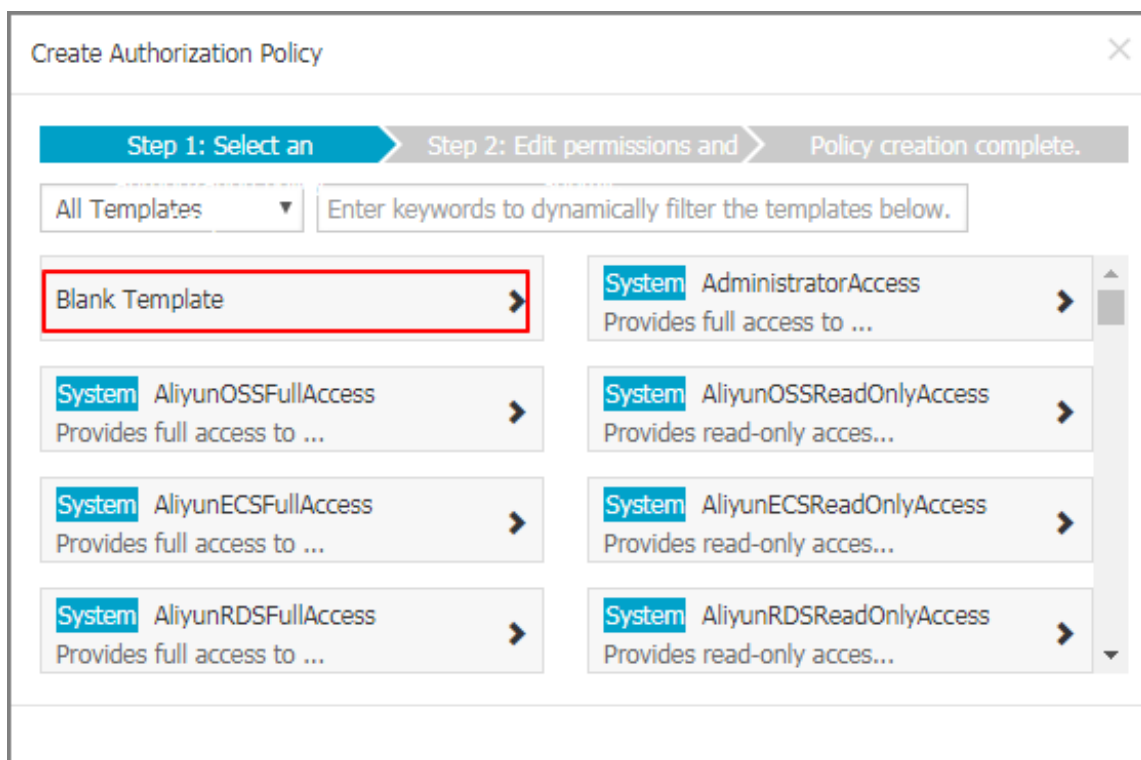 Create Authorization Policy
Step 1: Select an
Step 2: Edit permissions and
Policy creation complete.
All Templates
Enter keywords to dynamically filter the templates below.
Blank Template
System AdministratorAccess
Provides full access to ...
System AliyunOSSFullAccess
Provides full access to ...
System AliyunOSSReadOnlyAccess
Provides read-only acces...
System AliyunECSFullAccess
Provides full access to ...
System AliyunECSReadOnlyAccess
Provides read-only acces...
System AliyunRDSFullAccess
Provides full access to ...
System AliyunRDSReadOnlyAccess
Provides read-only acces...